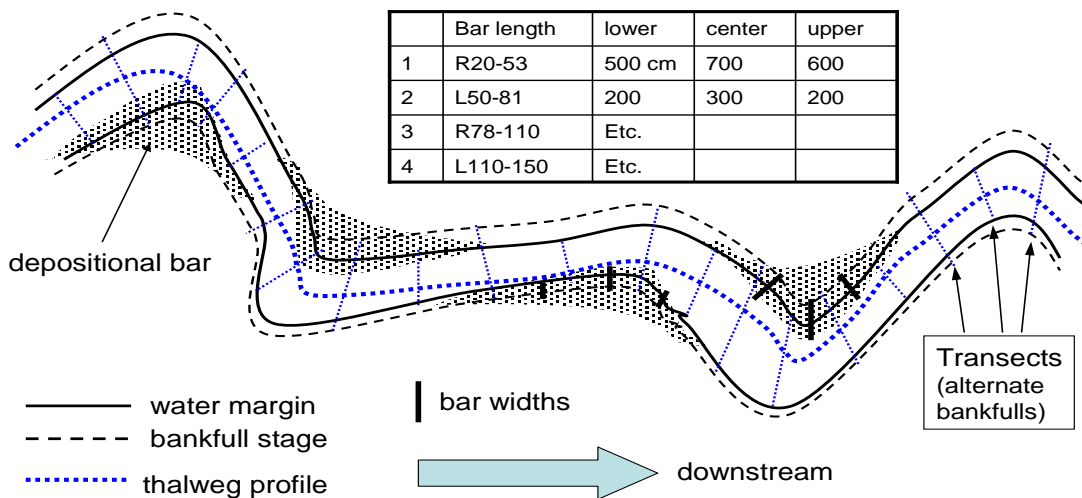 Bar length lower center upper
1 R20-53 500 cm 700 600
2 L50-81 200 300 200
3 R78-110 Etc.
4 L110-150 Etc.
depositional bar
Transects
(alternate
bankfulls)
water margin
bankfull stage
thalweg profile
bar widths
downstream